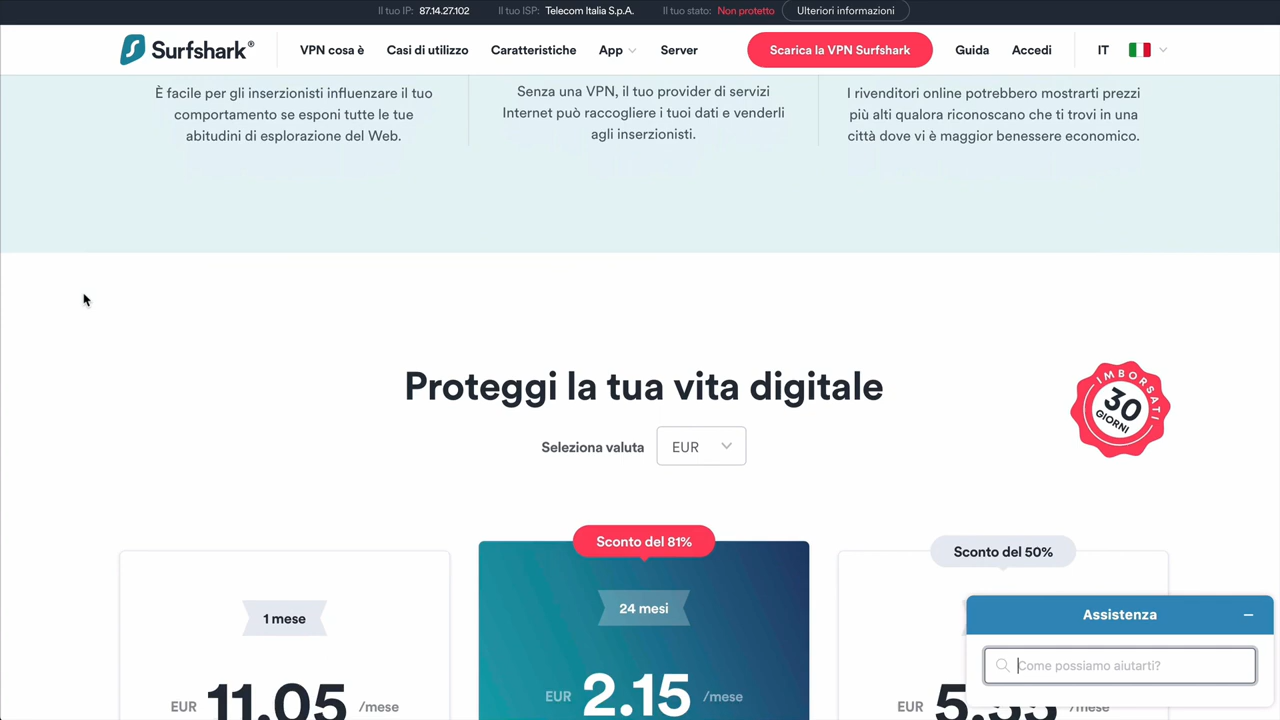 Il tuo IP: 87.14.27.102 Il tuo ISP: Telecom Italia S.p.A. Il tuo stato: Non protetto Ulteriori informazioni
Surfshark® VPN cosa è Casi di utilizzo Caratteristiche App Server Scarica la VPN Surfshark Guida Accedi IT
È facile per gli inserzionisti influenzare il tuo
comportamento se esponi tutte le tue
abitudini di esplorazione del Web.
Senza una VPN, il tuo provider di servizi
Internet può raccogliere i tuoi dati e venderli
agli inserzionisti.
I rivenditori online potrebbero mostrarti prezzi
più alti qualora riconoscano che ti trovi in una
città dove vi è maggior benessere economico.
Proteggi la tua vita digitale
IMBORSATI
30
GIORNI
Seleziona valuta EUR
1 mese
EUR 11.05 /mese
Sconto del 81%
24 mesi
EUR 2.15 /mese
Sconto del 50%
EUR /mese
Assistenza
Come possiamo aiutarti?